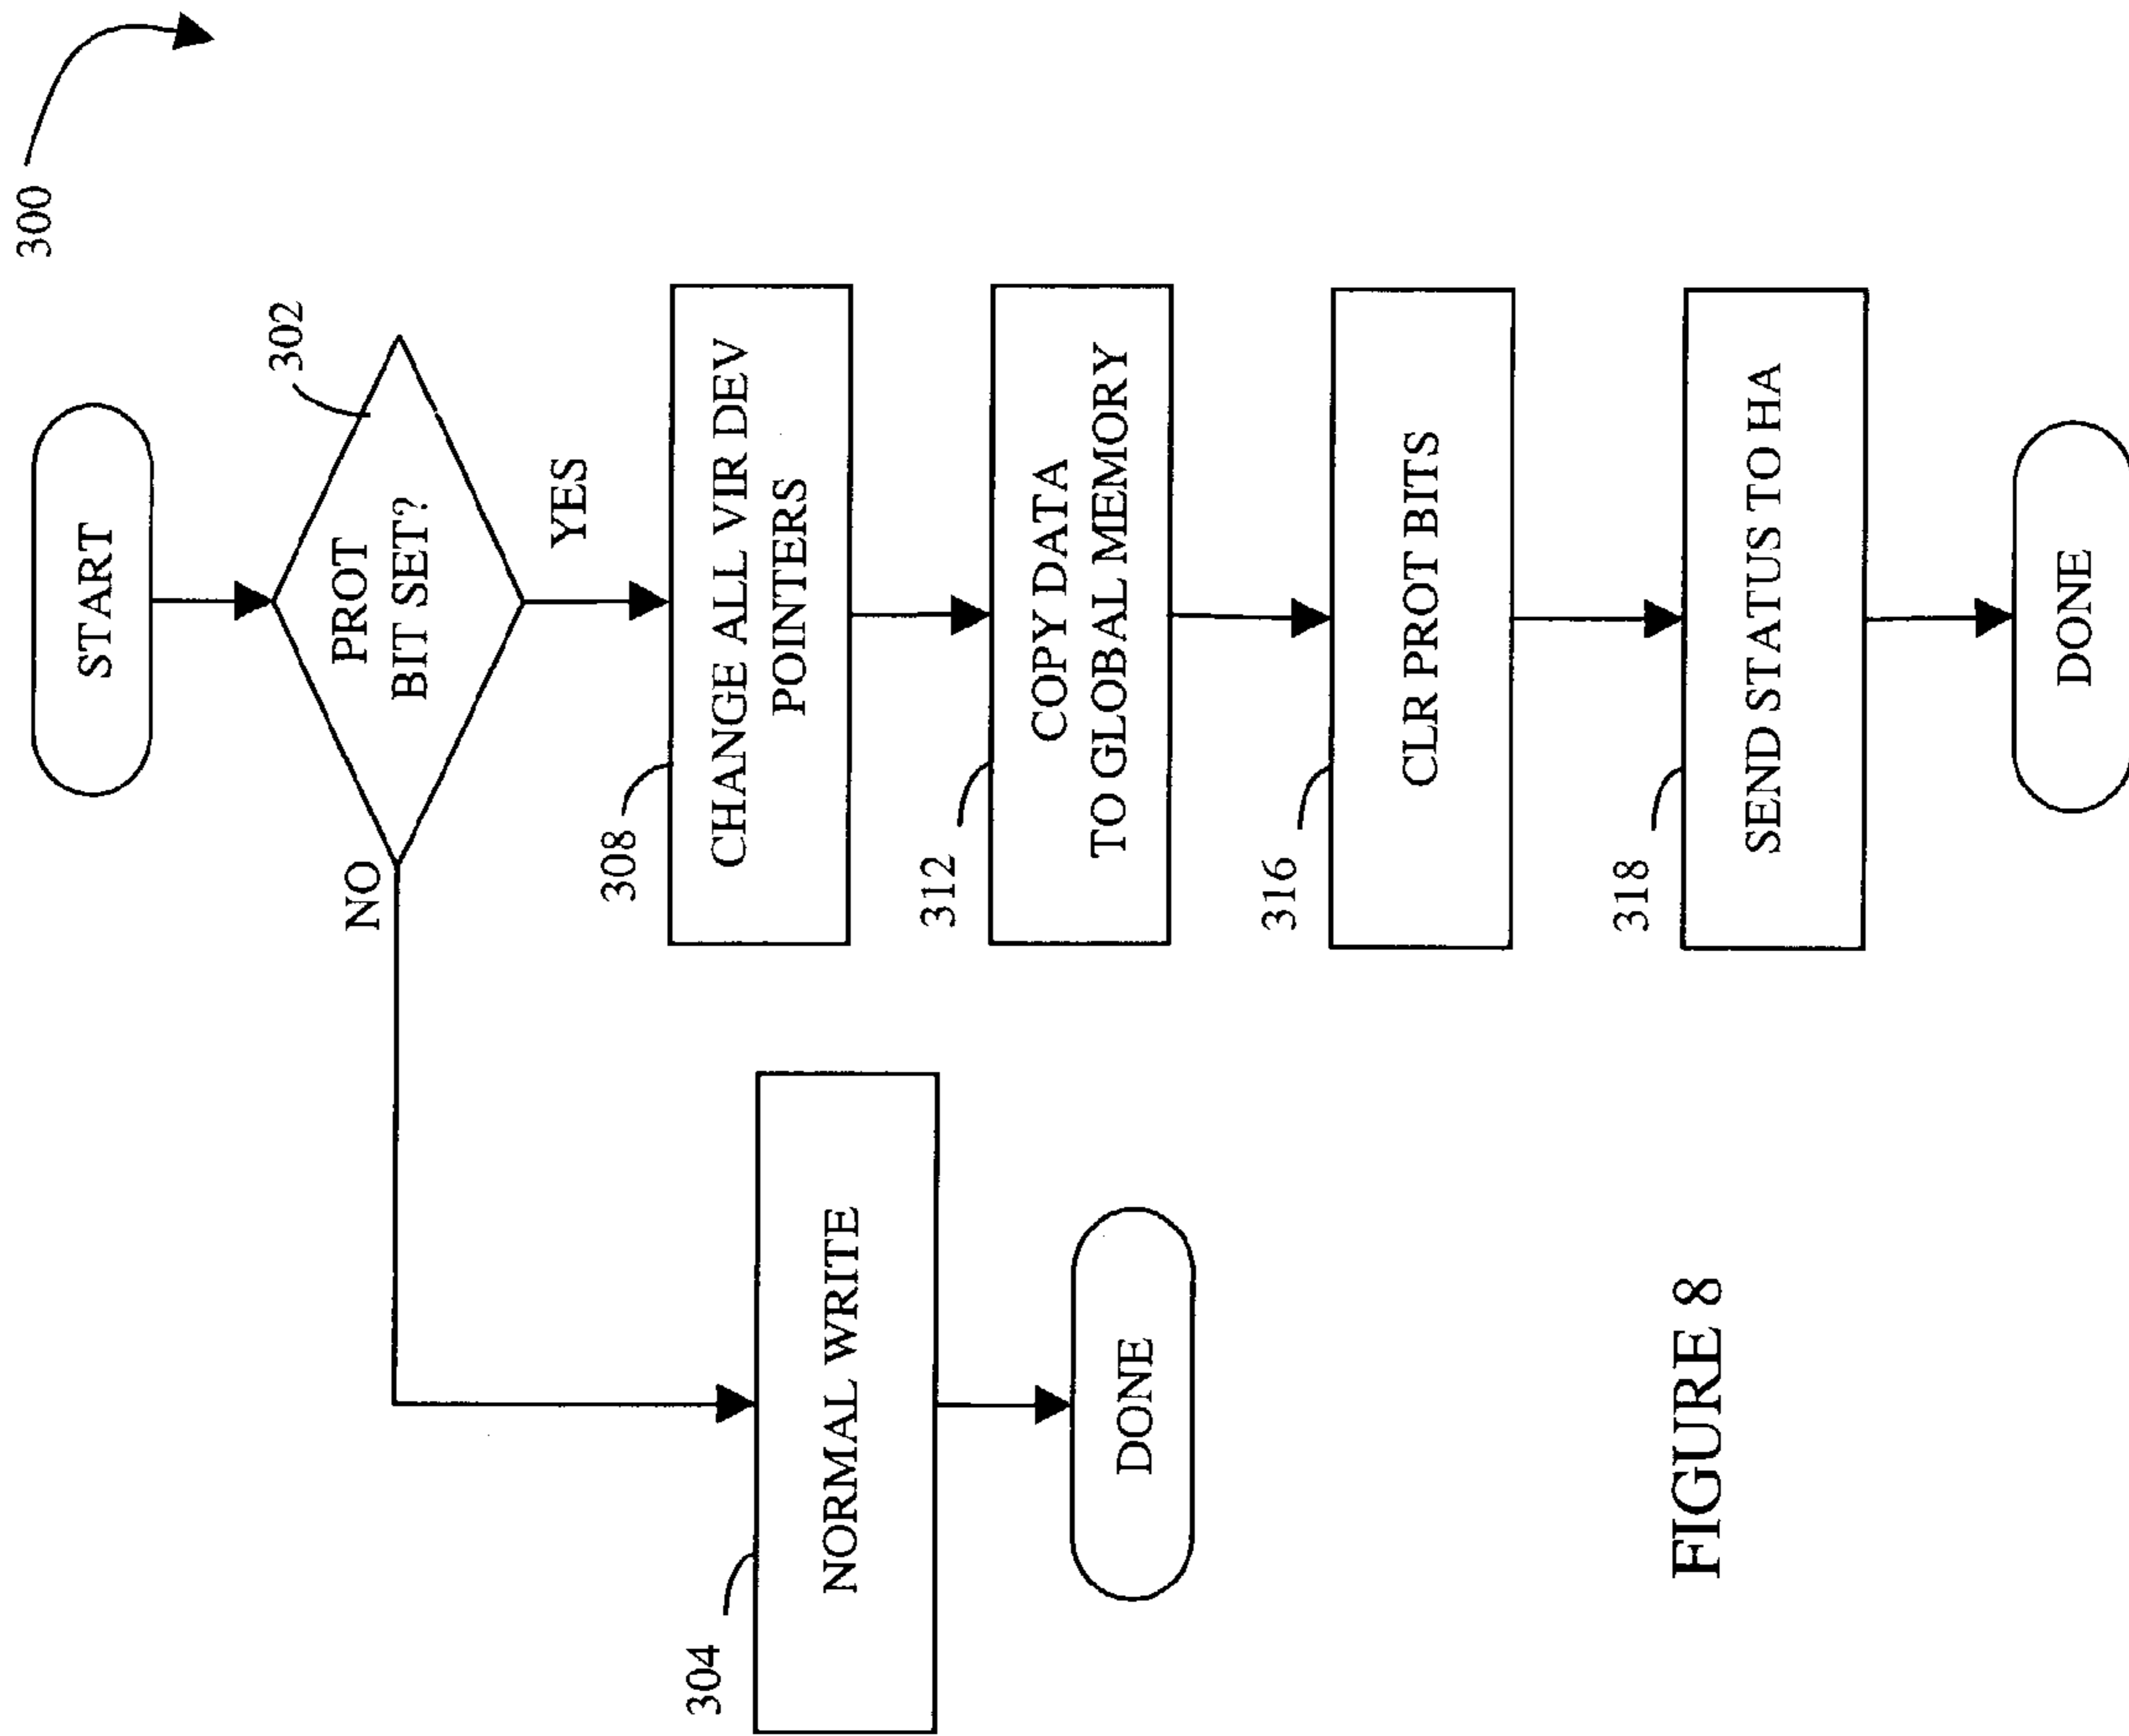 300
START
302
PROT
BIT SET?
NO
YES
308
CHANGE ALL VIR DEV
POINTERS
312
COPY DATA
TO GLOBAL MEMORY
316
CLR PROT BITS
318
SEND STATUS TO HA
DONE
304
NORMAL WRITE
DONE
FIGURE 8